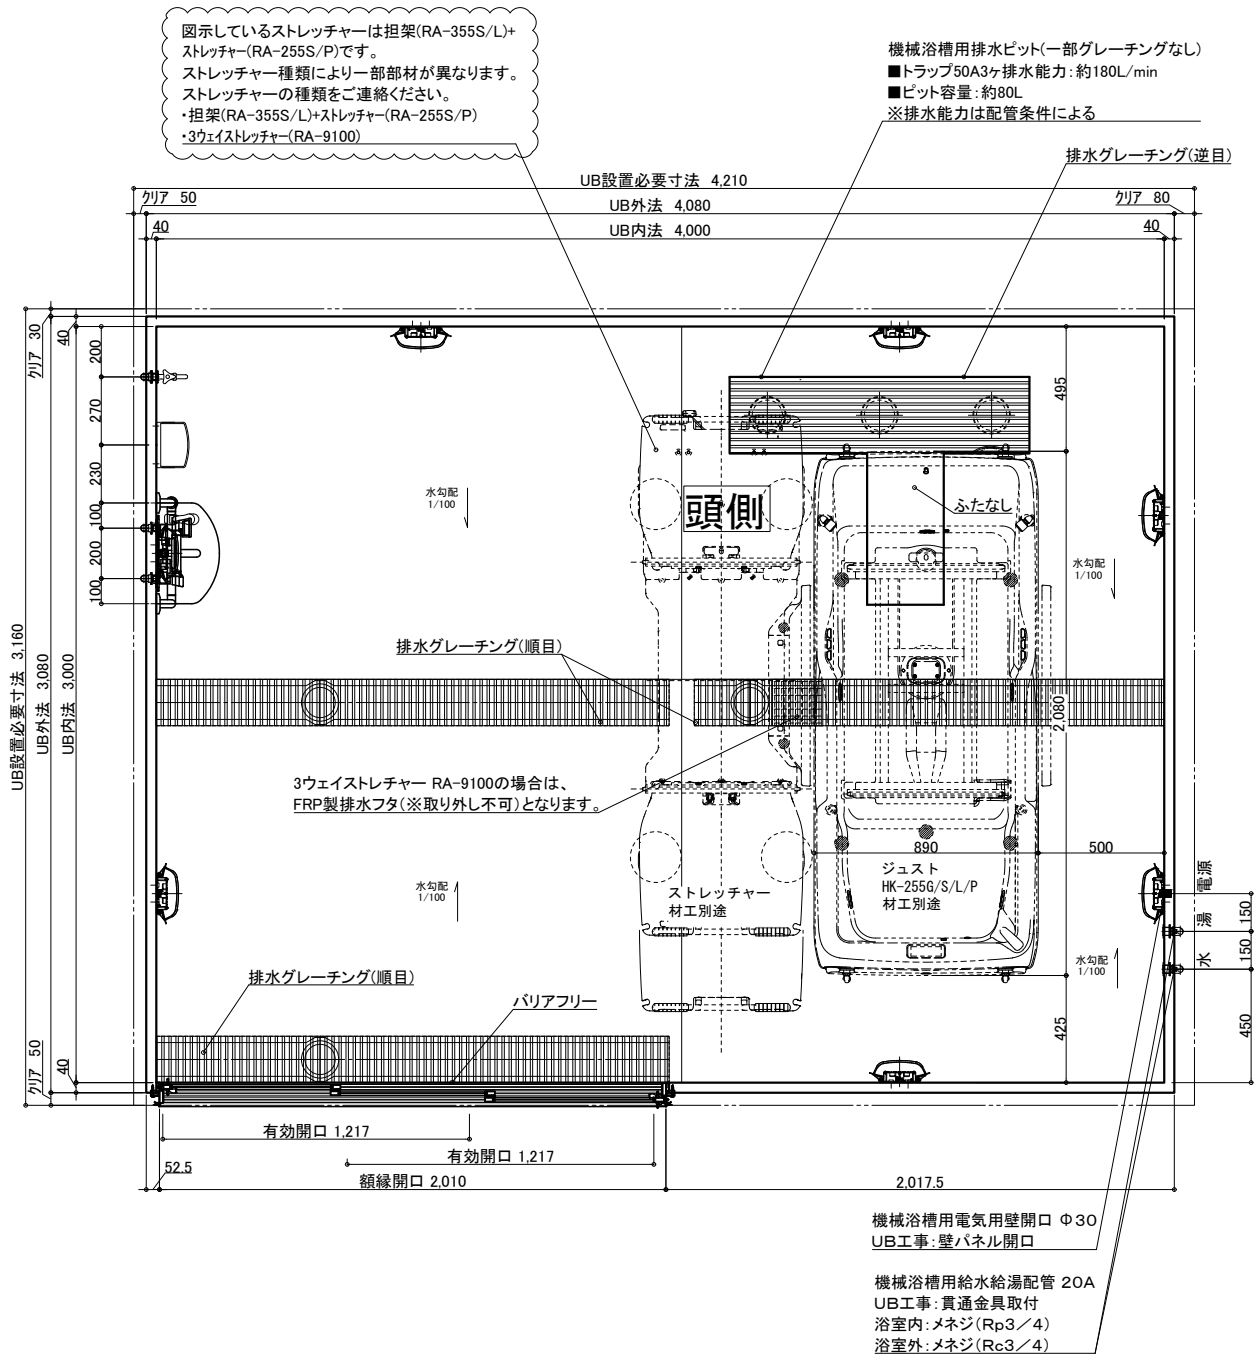 図示しているストレッチャーは担架(RA-355S/L)+
ストレッチャー(RA-255S/P)です。
ストレッチャー種類により一部部材が異なります。
ストレッチャーの種類をご連絡ください。
・担架(RA-355S/L)+ストレッチャー(RA-255S/P)
・3ウェイストレッチャー(RA-9100)
機械浴槽用排水ピット(一部グレーチングなし)
■トラップ50A3ヶ排水能力:約180L/min
■ピット容量:約80L
※排水能力は配管条件による
排水グレーチング(逆目)
UB設置必要寸法 4,210
クリア 50
UB外法 4,080
クリア 80
40
UB内法 4,000
40
クリア 30
40
200
270
230
100
200
100
UB設置必要寸法 3,160
UB外法 3,080
UB内法 3,000
495
水勾配
1/100
頭側
ふたなし
水勾配
1/100
排水グレーチング(順目)
2,080
3ウェイストレチャー RA-9100の場合は、
FRP製排水フタ(※取り外し不可)となります。
890
500
水勾配
1/100
ストレッチャー
材工別途
ジュスト
HK-255G/S/L/P
材工別途
電源
湯
水
150
150
450
水勾配
1/100
排水グレーチング(順目)
バリアフリー
425
クリア 50
40
有効開口 1,217
有効開口 1,217
52.5
額縁開口 2,010
2,017.5
機械浴槽用電気用壁開口 Φ30
UB工事:壁パネル開口
機械浴槽用給水給湯配管 20A
UB工事:貫通金具取付
浴室内:メネジ(Rp3/4)
浴室外:メネジ(Rc3/4)